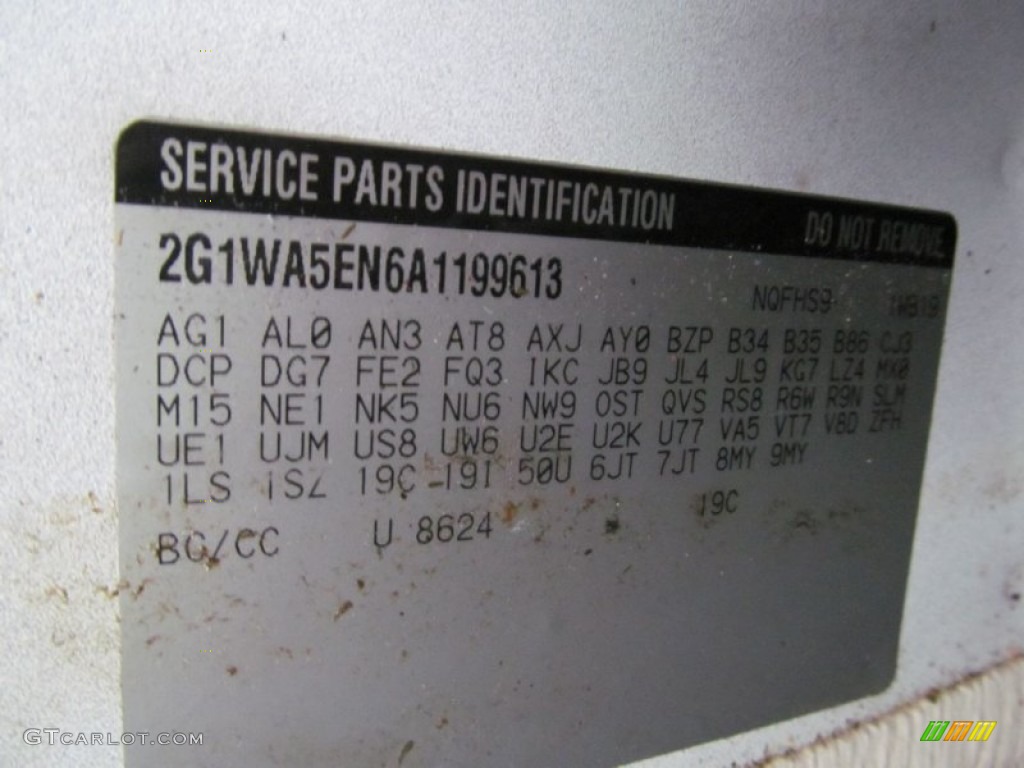 SERVICE PARTS IDENTIFICATION DO NOT REMOVE
2G1WA5EN6A1199613 NQFHS9 1WB19
AG1 AL0 AN3 AT8 AXJ AY0 BZP B34 B35 B86 CJ3
DCP DG7 FE2 FQ3 IKC JB9 JL4 JL9 KG7 LZ4 MX0
M15 NE1 NK5 NU6 NW9 OST QVS RS8 R6W R9N SLM
UE1 UJM US8 UW6 U2E U2K U77 VA5 VT7 V8D ZFH
1LS 1SZ 19C 19I 50U 6JT 7JT 8MY 9MY
BC/CC U 8624 19C
GTCARLOT.COM